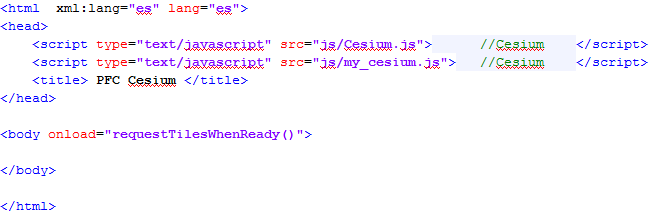 <html  xml:lang="es" lang="es">
<head>
    <script type="text/javascript" src="js/Cesium.js">      //Cesium    </script>
    <script type="text/javascript" src="js/my_cesium.js">   //Cesium    </script>
    <title> PFC Cesium </title>
</head>
<body onload="requestTilesWhenReady()">
</body>
</html>